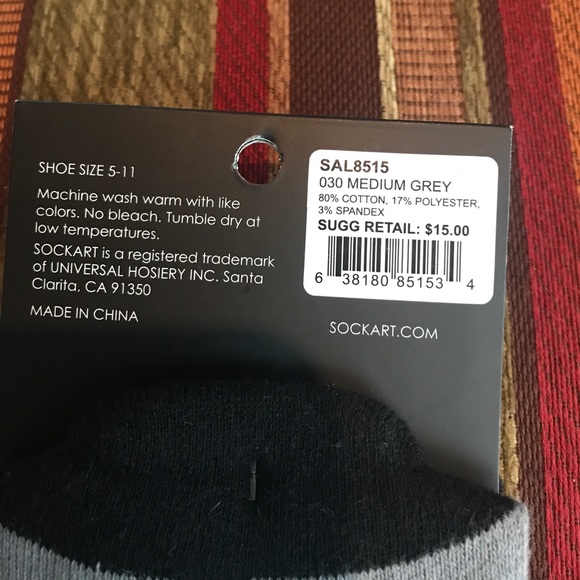 SHOE SIZE 5-11
Machine wash warm with like
colors. No bleach. Tumble dry at
low temperatures.
SOCKART is a registered trademark
of UNIVERSAL HOSIERY INC. Santa
Clarita, CA 91350
MADE IN CHINA
SAL8515
030 MEDIUM GREY
80% COTTON, 17% POLYESTER,
3% SPANDEX
SUGG RETAIL: $15.00
6 38180 85153 4
SOCKART.COM